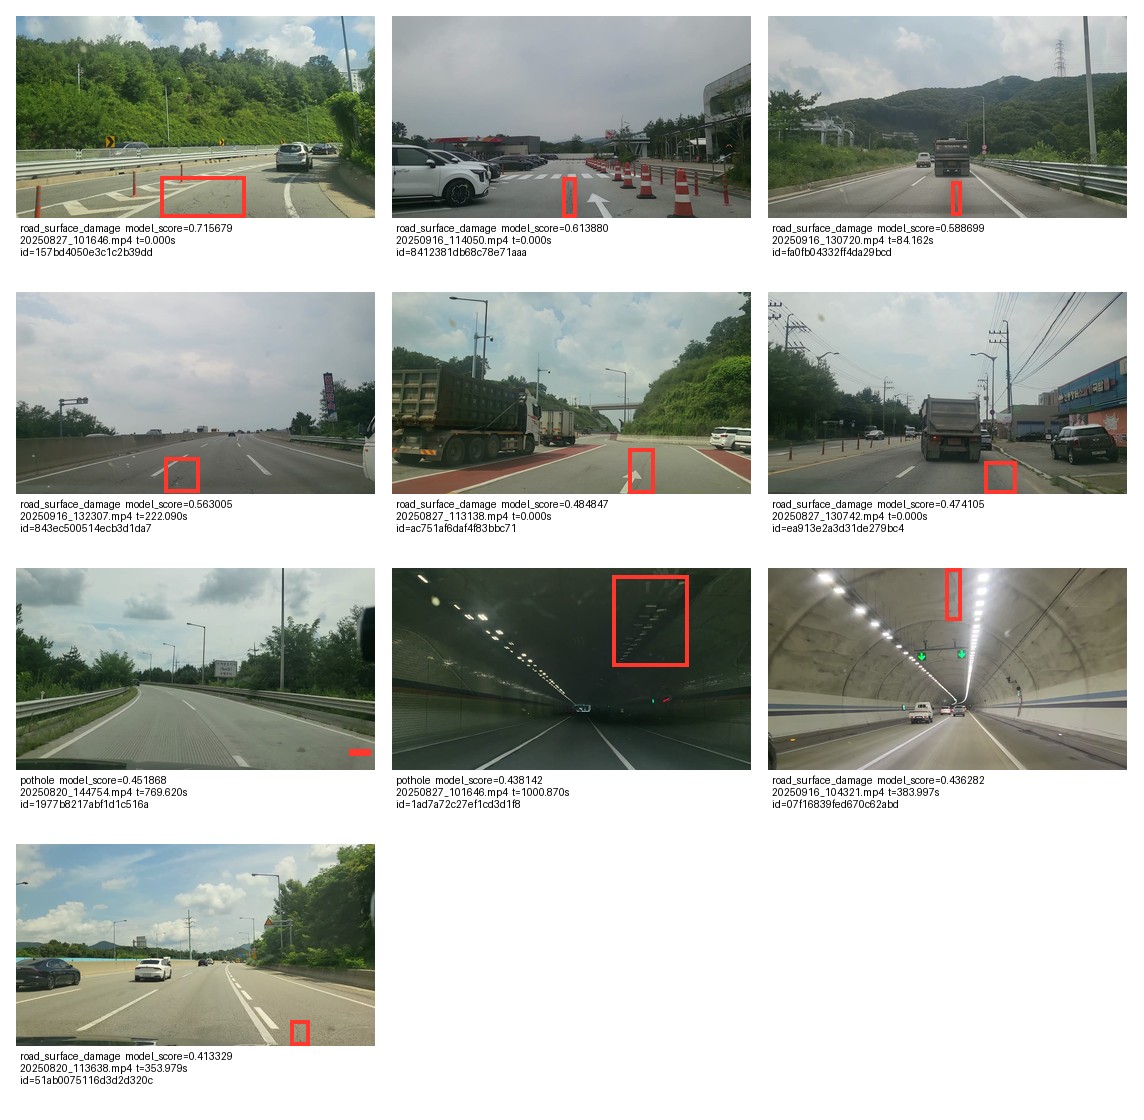 road_surface_damage model_score=0.715679
20250827_101646.mp4 t=0.000s
id=157bd4050e3c1c2b39dd
road_surface_damage model_score=0.613880
20250916_114050.mp4 t=0.000s
id=8412381db68c78e71aaa
road_surface_damage model_score=0.588699
20250916_130720.mp4 t=84.162s
id=fa0fb04332ff4da29bcd
road_surface_damage model_score=0.563005
20250916_132307.mp4 t=222.090s
id=843ec500514ecb3d1da7
road_surface_damage model_score=0.484847
20250827_113138.mp4 t=0.000s
id=ac751af6daf4f83bbc71
road_surface_damage model_score=0.474105
20250827_130742.mp4 t=0.000s
id=ea913e2a3d31de279bc4
pothole model_score=0.451868
20250820_144754.mp4 t=769.620s
id=1977b8217abf1d1c516a
pothole model_score=0.438142
20250827_101646.mp4 t=1000.870s
id=1ad7a72c27ef1cd3d1f8
road_surface_damage model_score=0.436282
20250916_104321.mp4 t=383.997s
id=07f16839fed670c62abd
road_surface_damage model_score=0.413329
20250820_113638.mp4 t=353.979s
id=51ab0075116d3d2d320c